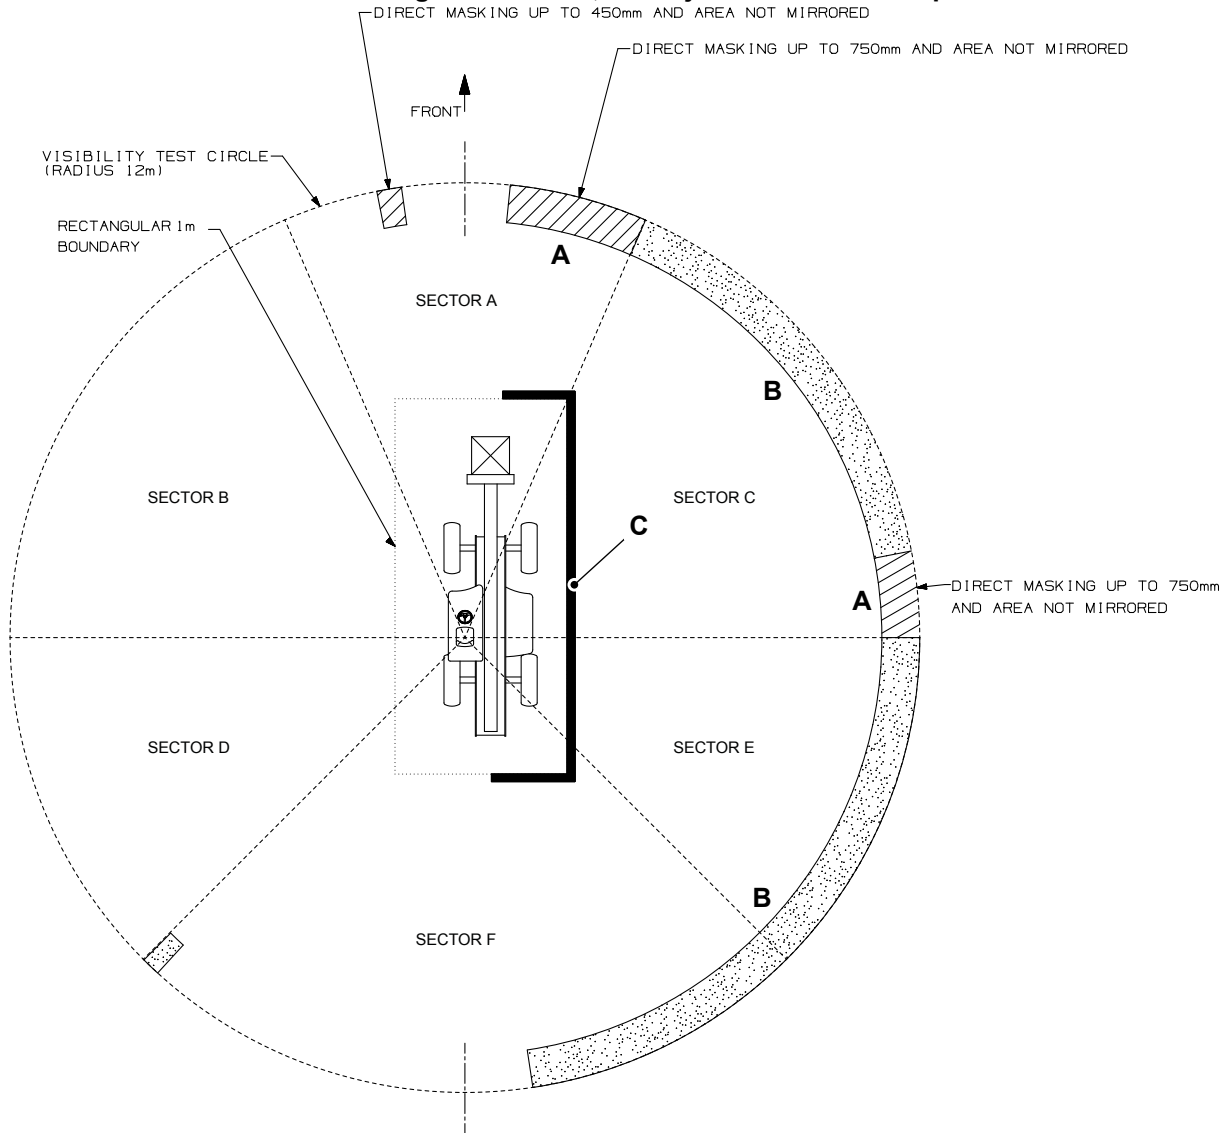 DIRECT MASKING UP TO 450mm AND AREA NOT MIRRORED
DIRECT MASKING UP TO 750mm AND AREA NOT MIRRORED
FRONT
VISIBILITY TEST CIRCLE
(RADIUS 12m)
RECTANGULAR 1m
BOUNDARY
A
SECTOR A
B
SECTOR B
SECTOR C
C
DIRECT MASKING UP TO 750mm
AND AREA NOT MIRRORED
A
SECTOR D
SECTOR E
B
SECTOR F